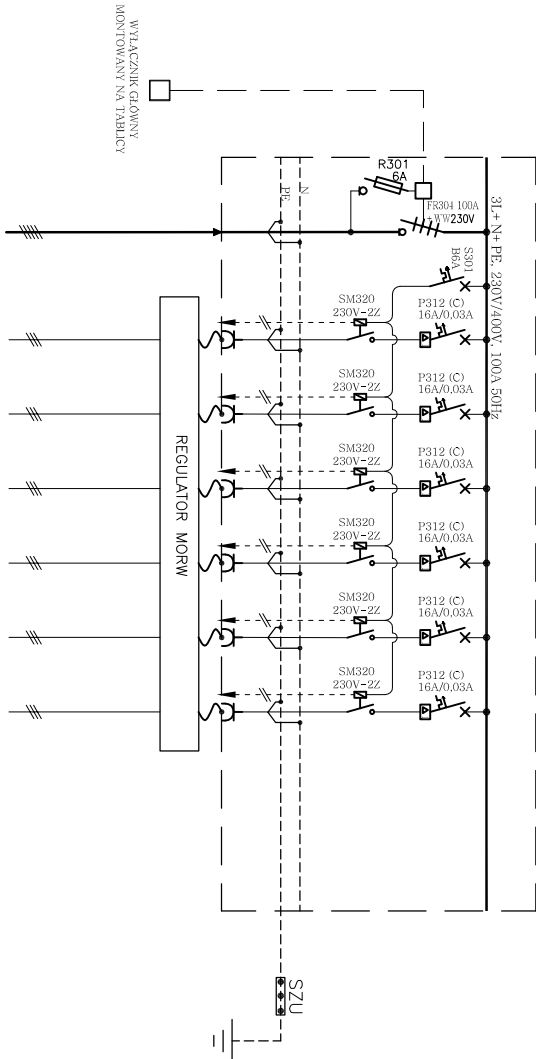 WYŁĄCZNIK GŁÓWNY
MONTOWANY NA TABLICY
R301
6A
FR304 100A
+WW230V
N
PE
3L+N+PE, 230V/400V, 100A 50Hz
S301
B6A
SM320
230V-2Z
P312 (C)
16A/0,03A
SM320
230V-2Z
P312 (C)
16A/0,03A
SM320
230V-2Z
P312 (C)
16A/0,03A
SM320
230V-2Z
P312 (C)
16A/0,03A
SM320
230V-2Z
P312 (C)
16A/0,03A
SM320
230V-2Z
P312 (C)
16A/0,03A
REGULATOR MORW
SZU